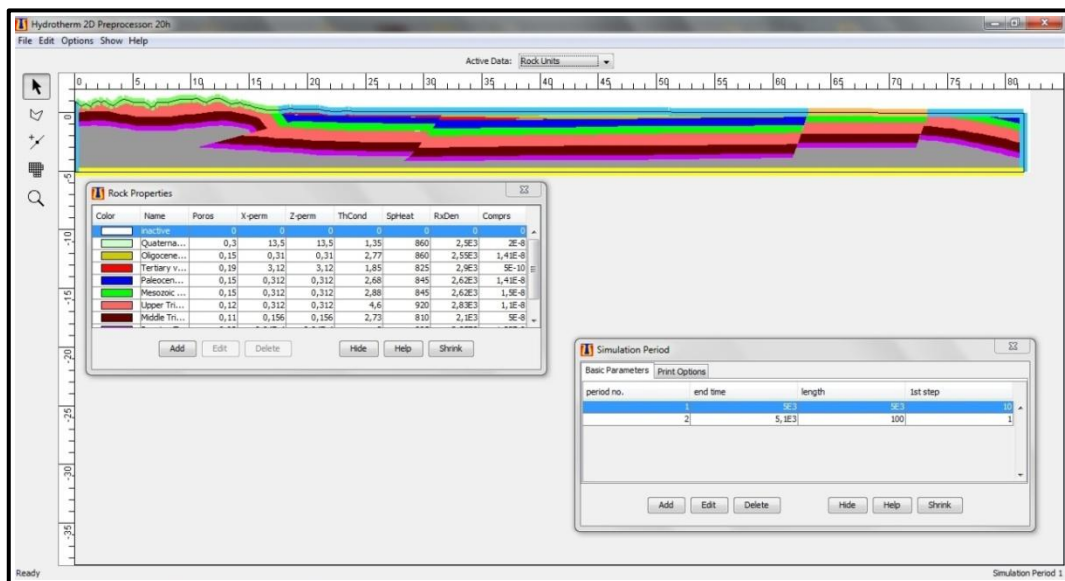 Hydrotherm 2D Preprocessor: 20h
File Edit Options Show Help
Active Data: Rock Units
0 5 10 15 20 25 30 35 40 45 50 55 60 65 70 75 80
0
-5
-10
-15
-20
-25
-30
-35
Rock Properties
Color Name Poros X-perm Z-perm ThCond SpHeat RxDen Comprs
inactive 0 0 0 0 0 0 0
Quaterna... 0,3 13,5 13,5 1,35 860 2,5E3 2E-8
Oligocene... 0,15 0,31 0,31 2,77 860 2,55E3 1,41E-8
Tertiary v... 0,19 3,12 3,12 1,85 825 2,9E3 5E-10
Paleocen... 0,15 0,312 0,312 2,68 845 2,62E3 1,41E-8
Mesozoic ... 0,15 0,312 0,312 2,88 845 2,62E3 1,5E-8
Upper Tri... 0,12 0,312 0,312 4,6 920 2,83E3 1,1E-8
Middle Tri... 0,11 0,156 0,156 2,73 810 2,1E3 5E-8
Add Edit Delete Hide Help Shrink
Simulation Period
Basic Parameters Print Options
period no. end time length 1st step
1 5E3 5E3 10
2 5,1E3 100 1
Add Edit Delete Hide Help Shrink
Ready Simulation Period 1